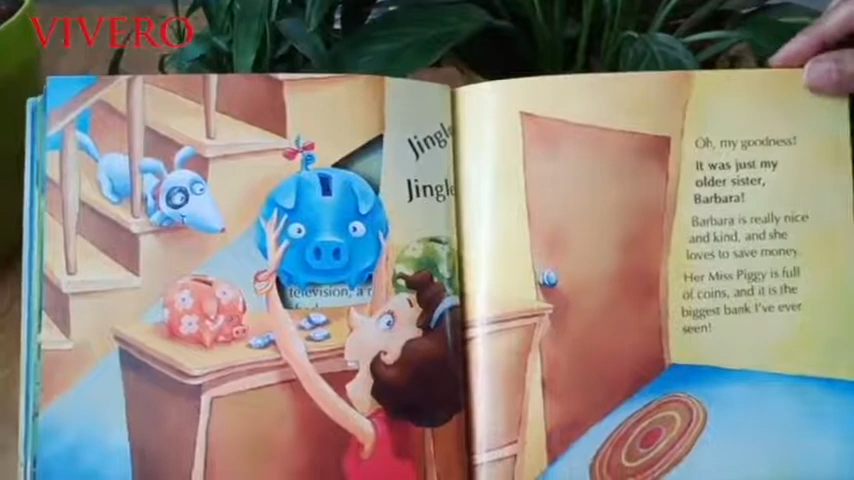 VIVERO
Jingle
Jingle
television, a
Oh, my goodness!
It was just my
older sister,
Barbara!
Barbara is really nice
and kind, and she
loves to save money.
Her Miss Piggy is full
of coins, and it is the
biggest bank I've ever
seen!